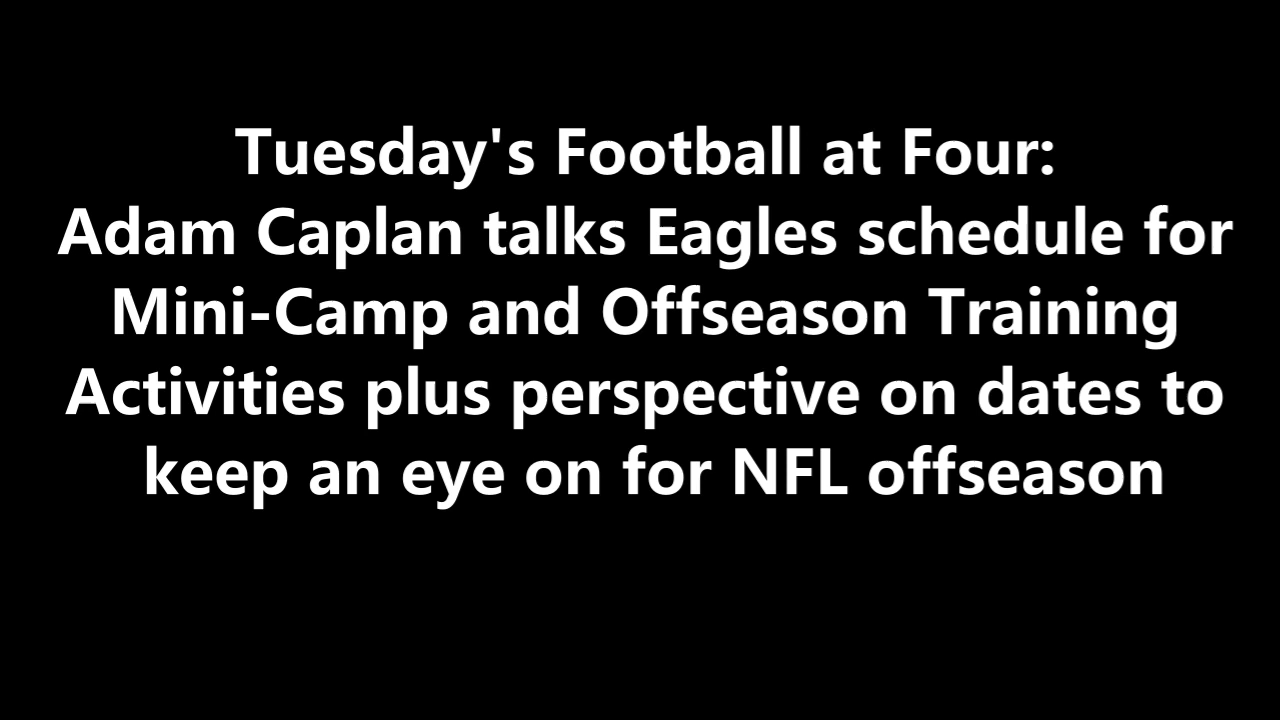 Tuesday's Football at Four:
Adam Caplan talks Eagles schedule for
Mini-Camp and Offseason Training
Activities plus perspective on dates to
keep an eye on for NFL offseason